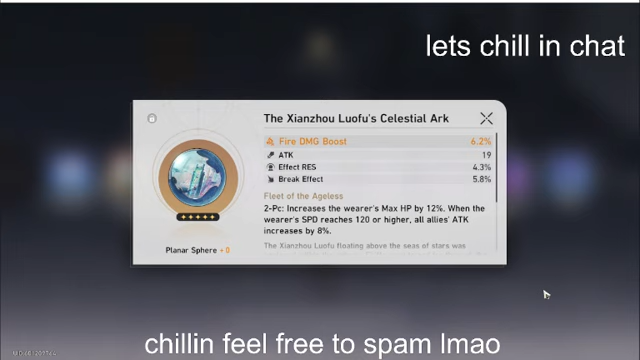 lets chill in chat
The Xianzhou Luofu's Celestial Ark
Fire DMG Boost 6.2%
ATK 19
Effect RES 4.3%
Break Effect 5.8%
Fleet of the Ageless
2-Pc: Increases the wearer's Max HP by 12%. When the
wearer's SPD reaches 120 or higher, all allies' ATK
increases by 8%.
The Xianzhou Luofu floating above the seas of stars was
Planar Sphere +0
chillin feel free to spam lmao